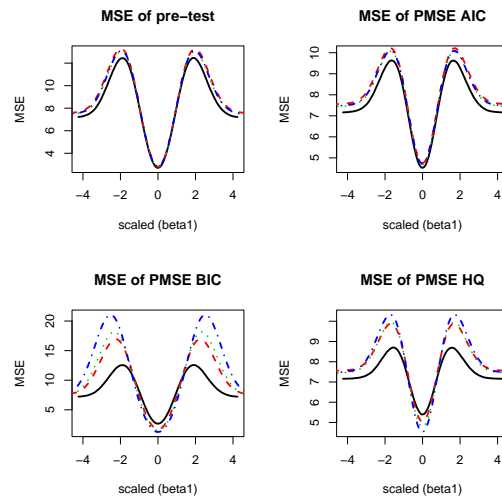 MSE of pre-test
MSE
4 8 10
-4 -2 0 2 4
scaled (beta1)
MSE of PMSE AIC
MSE
5 6 7 8 9 10
-4 -2 0 2 4
scaled (beta1)
MSE of PMSE BIC
MSE
5 10 15 20
-4 -2 0 2 4
scaled (beta1)
MSE of PMSE HQ
MSE
5 6 7 8 9
-4 -2 0 2 4
scaled (beta1)